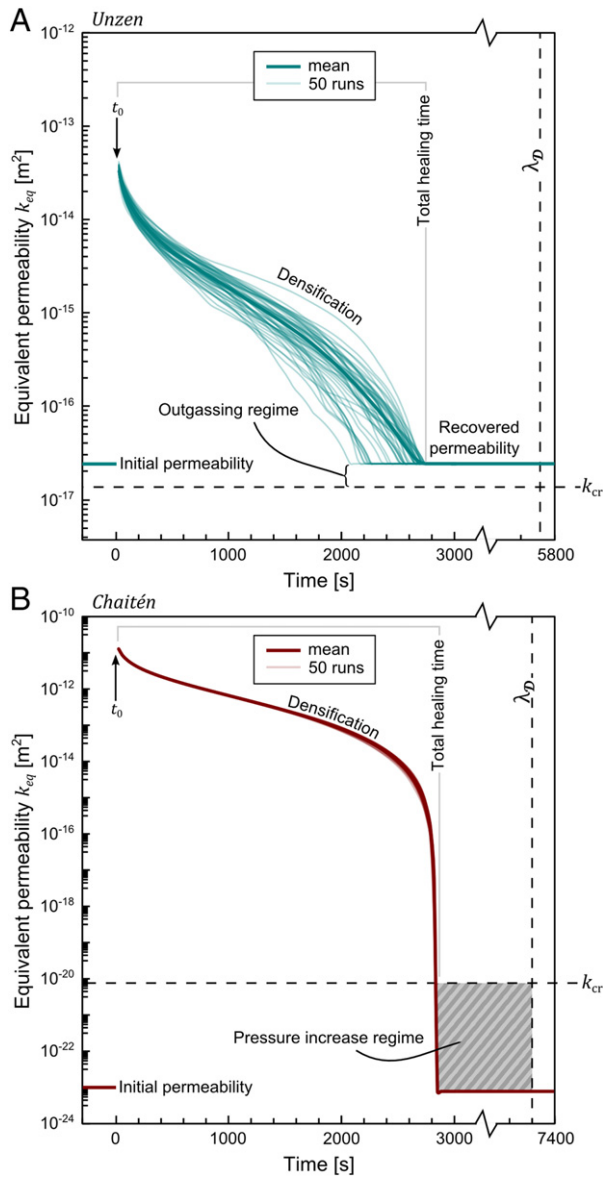 A
Unzen
10⁻¹²
10⁻¹³
10⁻¹⁴
10⁻¹⁵
10⁻¹⁶
10⁻¹⁷
Equivalent permeability k_eq [m²]
mean
50 runs
t₀
Total healing time
λ_𝒟
Densification
Outgassing regime
Recovered
permeability
Initial permeability
k_cr
0
1000
2000
3000
5800
Time [s]
B
Chaitén
10⁻¹⁰
10⁻¹²
10⁻¹⁴
10⁻¹⁶
10⁻¹⁸
10⁻²⁰
10⁻²²
10⁻²⁴
Equivalent permeability k_eq [m²]
mean
50 runs
t₀
Densification
Total healing time
λ_𝒟
k_cr
Pressure increase regime
Initial permeability
0
1000
2000
3000
7400
Time [s]